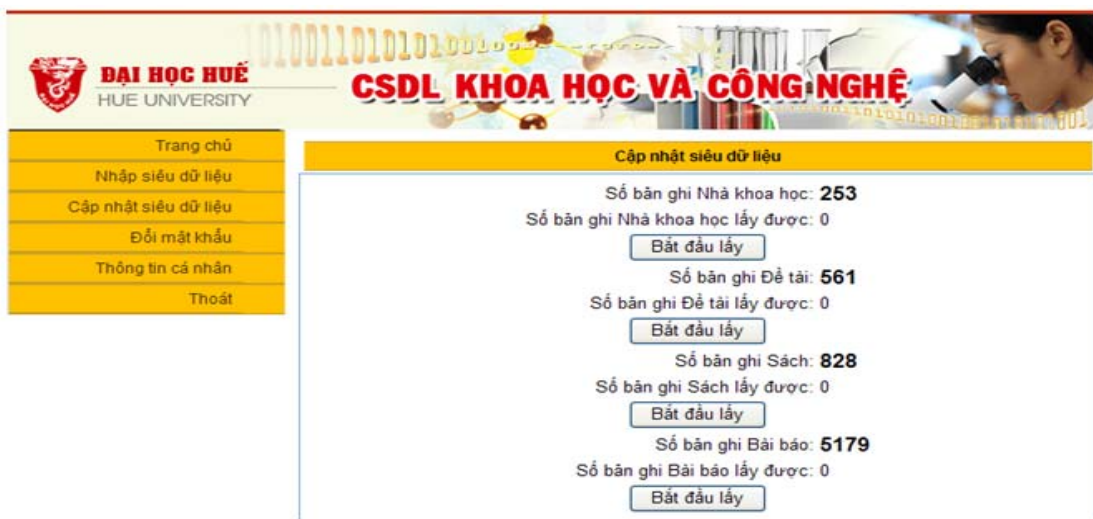 ĐẠI HỌC HUẾ
HUE UNIVERSITY
CSDL KHOA HỌC VÀ CÔNG NGHỆ
Trang chủ
Nhập siêu dữ liệu
Cập nhật siêu dữ liệu
Đổi mật khẩu
Thông tin cá nhân
Thoát
Cập nhật siêu dữ liệu
Số bản ghi Nhà khoa học: 253
Số bản ghi Nhà khoa học lấy được: 0
Bắt đầu lấy
Số bản ghi Đề tài: 561
Số bản ghi Đề tài lấy được: 0
Bắt đầu lấy
Số bản ghi Sách: 828
Số bản ghi Sách lấy được: 0
Bắt đầu lấy
Số bản ghi Bài báo: 5179
Số bản ghi Bài báo lấy được: 0
Bắt đầu lấy